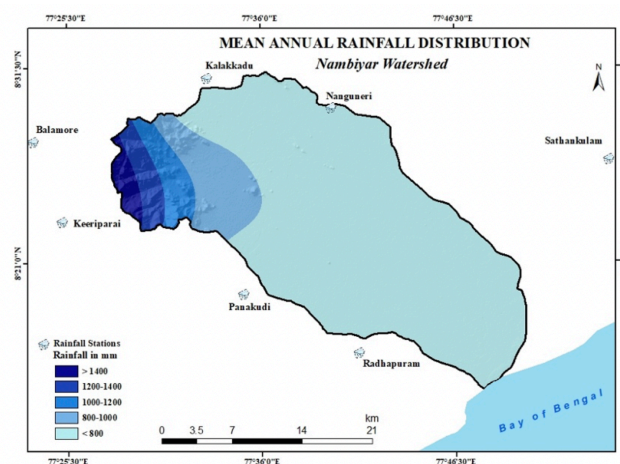 77°25'30"E 77°36'0"E 77°46'30"E
MEAN ANNUAL RAINFALL DISTRIBUTION
Nambiyar Watershed
N
8°31'30"N
8°21'0"N
Kalakkadu
Nanguneri
Balamore
Sathankulam
Keeriparai
Panakudi
Radhapuram
Bay of Bengal
Rainfall Stations
Rainfall in mm
> 1400
1200-1400
1000-1200
800-1000
< 800
km
0 3.5 7 14 21
77°25'30"E 77°36'0"E 77°46'30"E